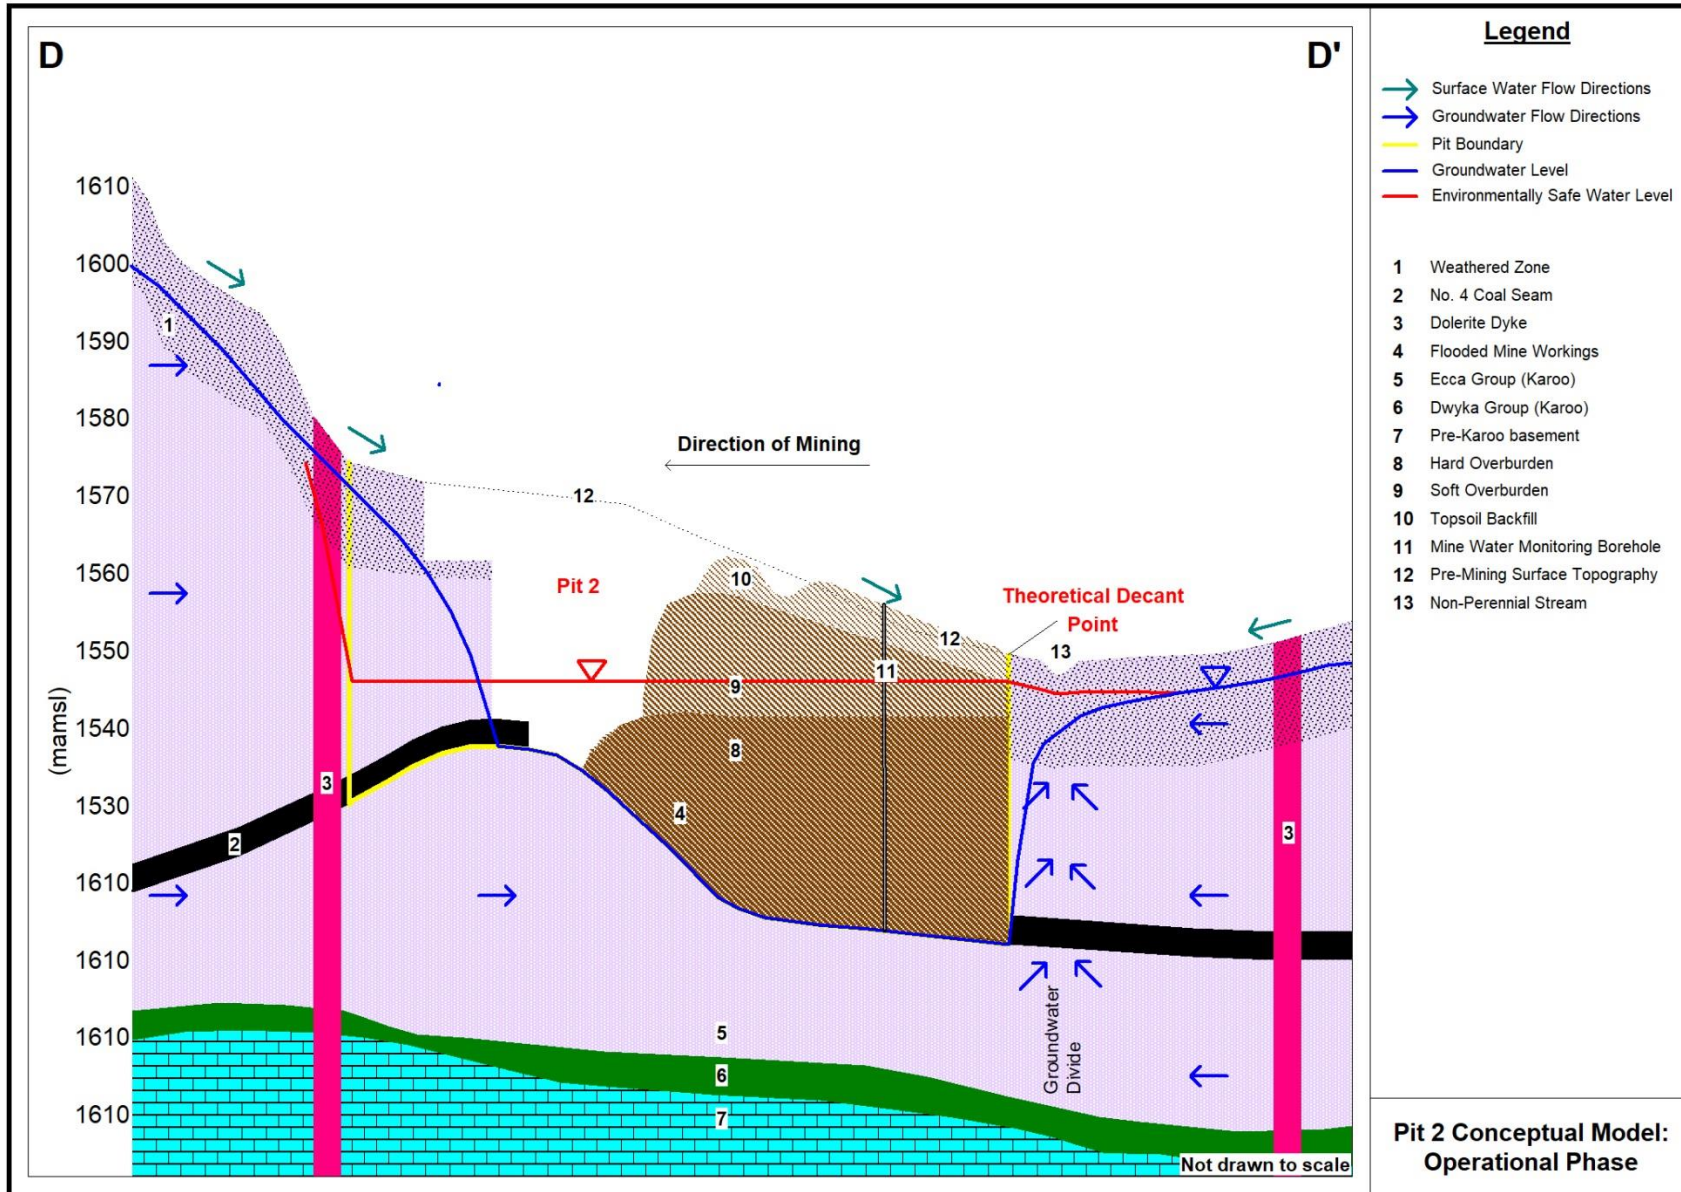 D
D'
1610
1600
1590
1580
1570
1560
1550
1540
1530
1610
1610
1610
1610
(mamsl)
1
3
2
12
Direction of Mining
Pit 2
10
11
12
9
8
4
Theoretical Decant
Point
13
3
5
6
7
Groundwater
Divide
Not drawn to scale
Legend
Surface Water Flow Directions
Groundwater Flow Directions
Pit Boundary
Groundwater Level
Environmentally Safe Water Level
1 Weathered Zone
2 No. 4 Coal Seam
3 Dolerite Dyke
4 Flooded Mine Workings
5 Ecca Group (Karoo)
6 Dwyka Group (Karoo)
7 Pre-Karoo basement
8 Hard Overburden
9 Soft Overburden
10 Topsoil Backfill
11 Mine Water Monitoring Borehole
12 Pre-Mining Surface Topography
13 Non-Perennial Stream
Pit 2 Conceptual Model:
Operational Phase